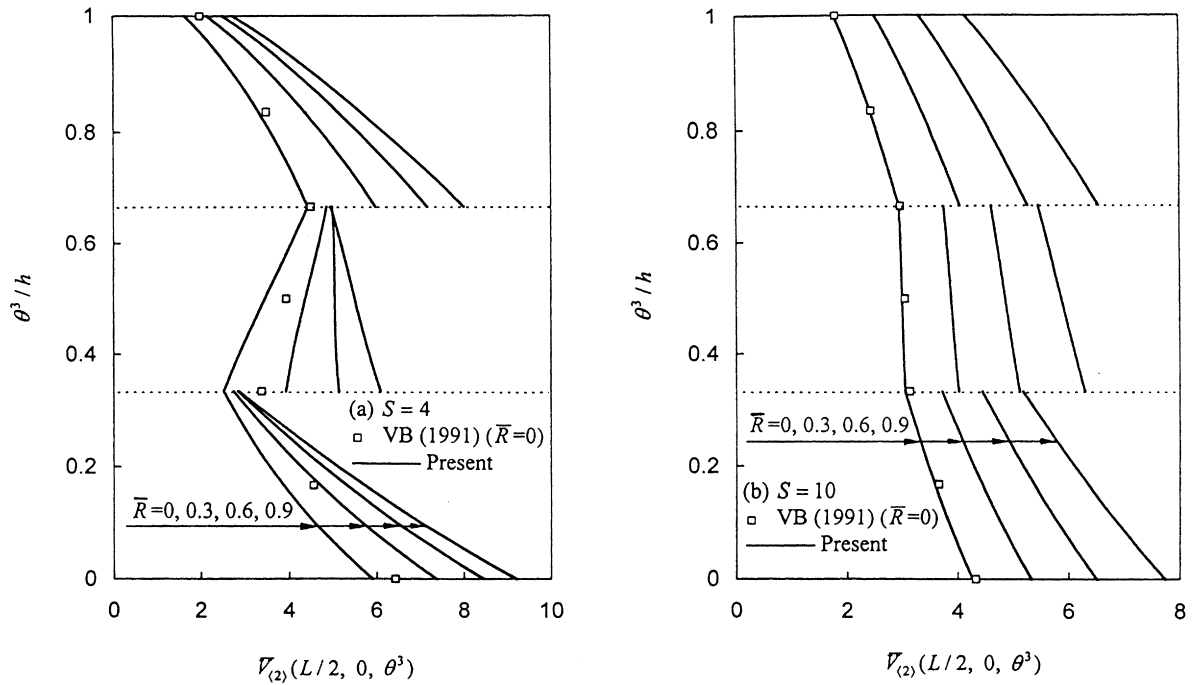 1
0.8
0.6
0.4
0.2
0
θ³/h
0 2 4 6 8 10
V̅⟨2⟩(L/2, 0, θ³)
(a) S = 4
VB (1991) (R̅=0)
Present
R̅=0, 0.3, 0.6, 0.9
1
0.8
0.6
0.4
0.2
0
θ³/h
0 2 4 6 8
V̅⟨2⟩(L/2, 0, θ³)
R̅=0, 0.3, 0.6, 0.9
(b) S = 10
VB (1991) (R̅=0)
Present